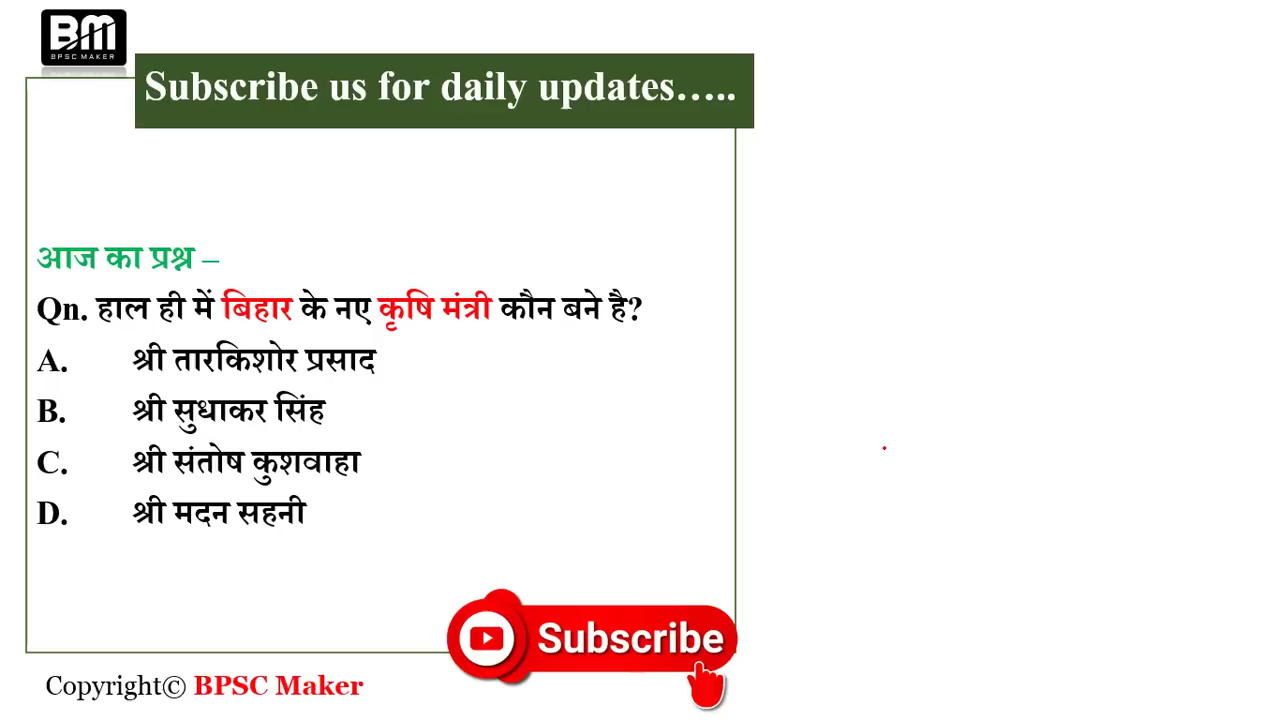 BM
BPSC MAKER
Subscribe us for daily updates…..
आज का प्रश्न –
Qn. हाल ही में बिहार के नए कृषि मंत्री कौन बने है?
A. श्री तारकिशोर प्रसाद
B. श्री सुधाकर सिंह
C. श्री संतोष कुशवाहा
D. श्री मदन सहनी
Subscribe
Copyright© BPSC Maker